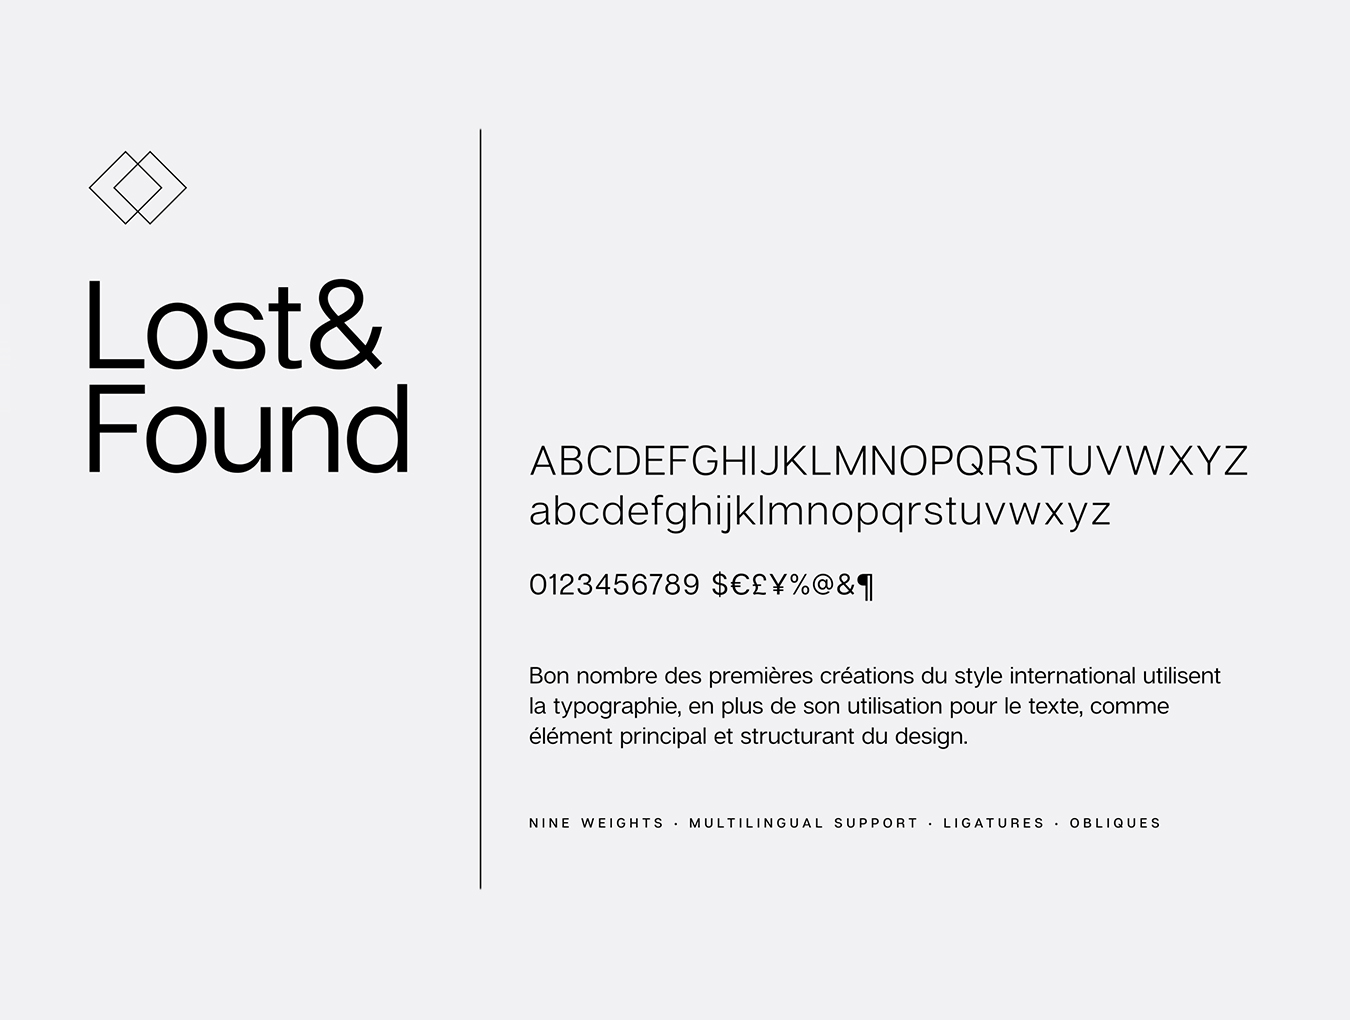 Lost&
Found
ABCDEFGHIJKLMNOPQRSTUVWXYZ
abcdefghijklmnopqrstuvwxyz
0123456789 $€£¥%@&¶
Bon nombre des premières créations du style international utilisent
la typographie, en plus de son utilisation pour le texte, comme
élément principal et structurant du design.
NINE WEIGHTS · MULTILINGUAL SUPPORT · LIGATURES · OBLIQUES